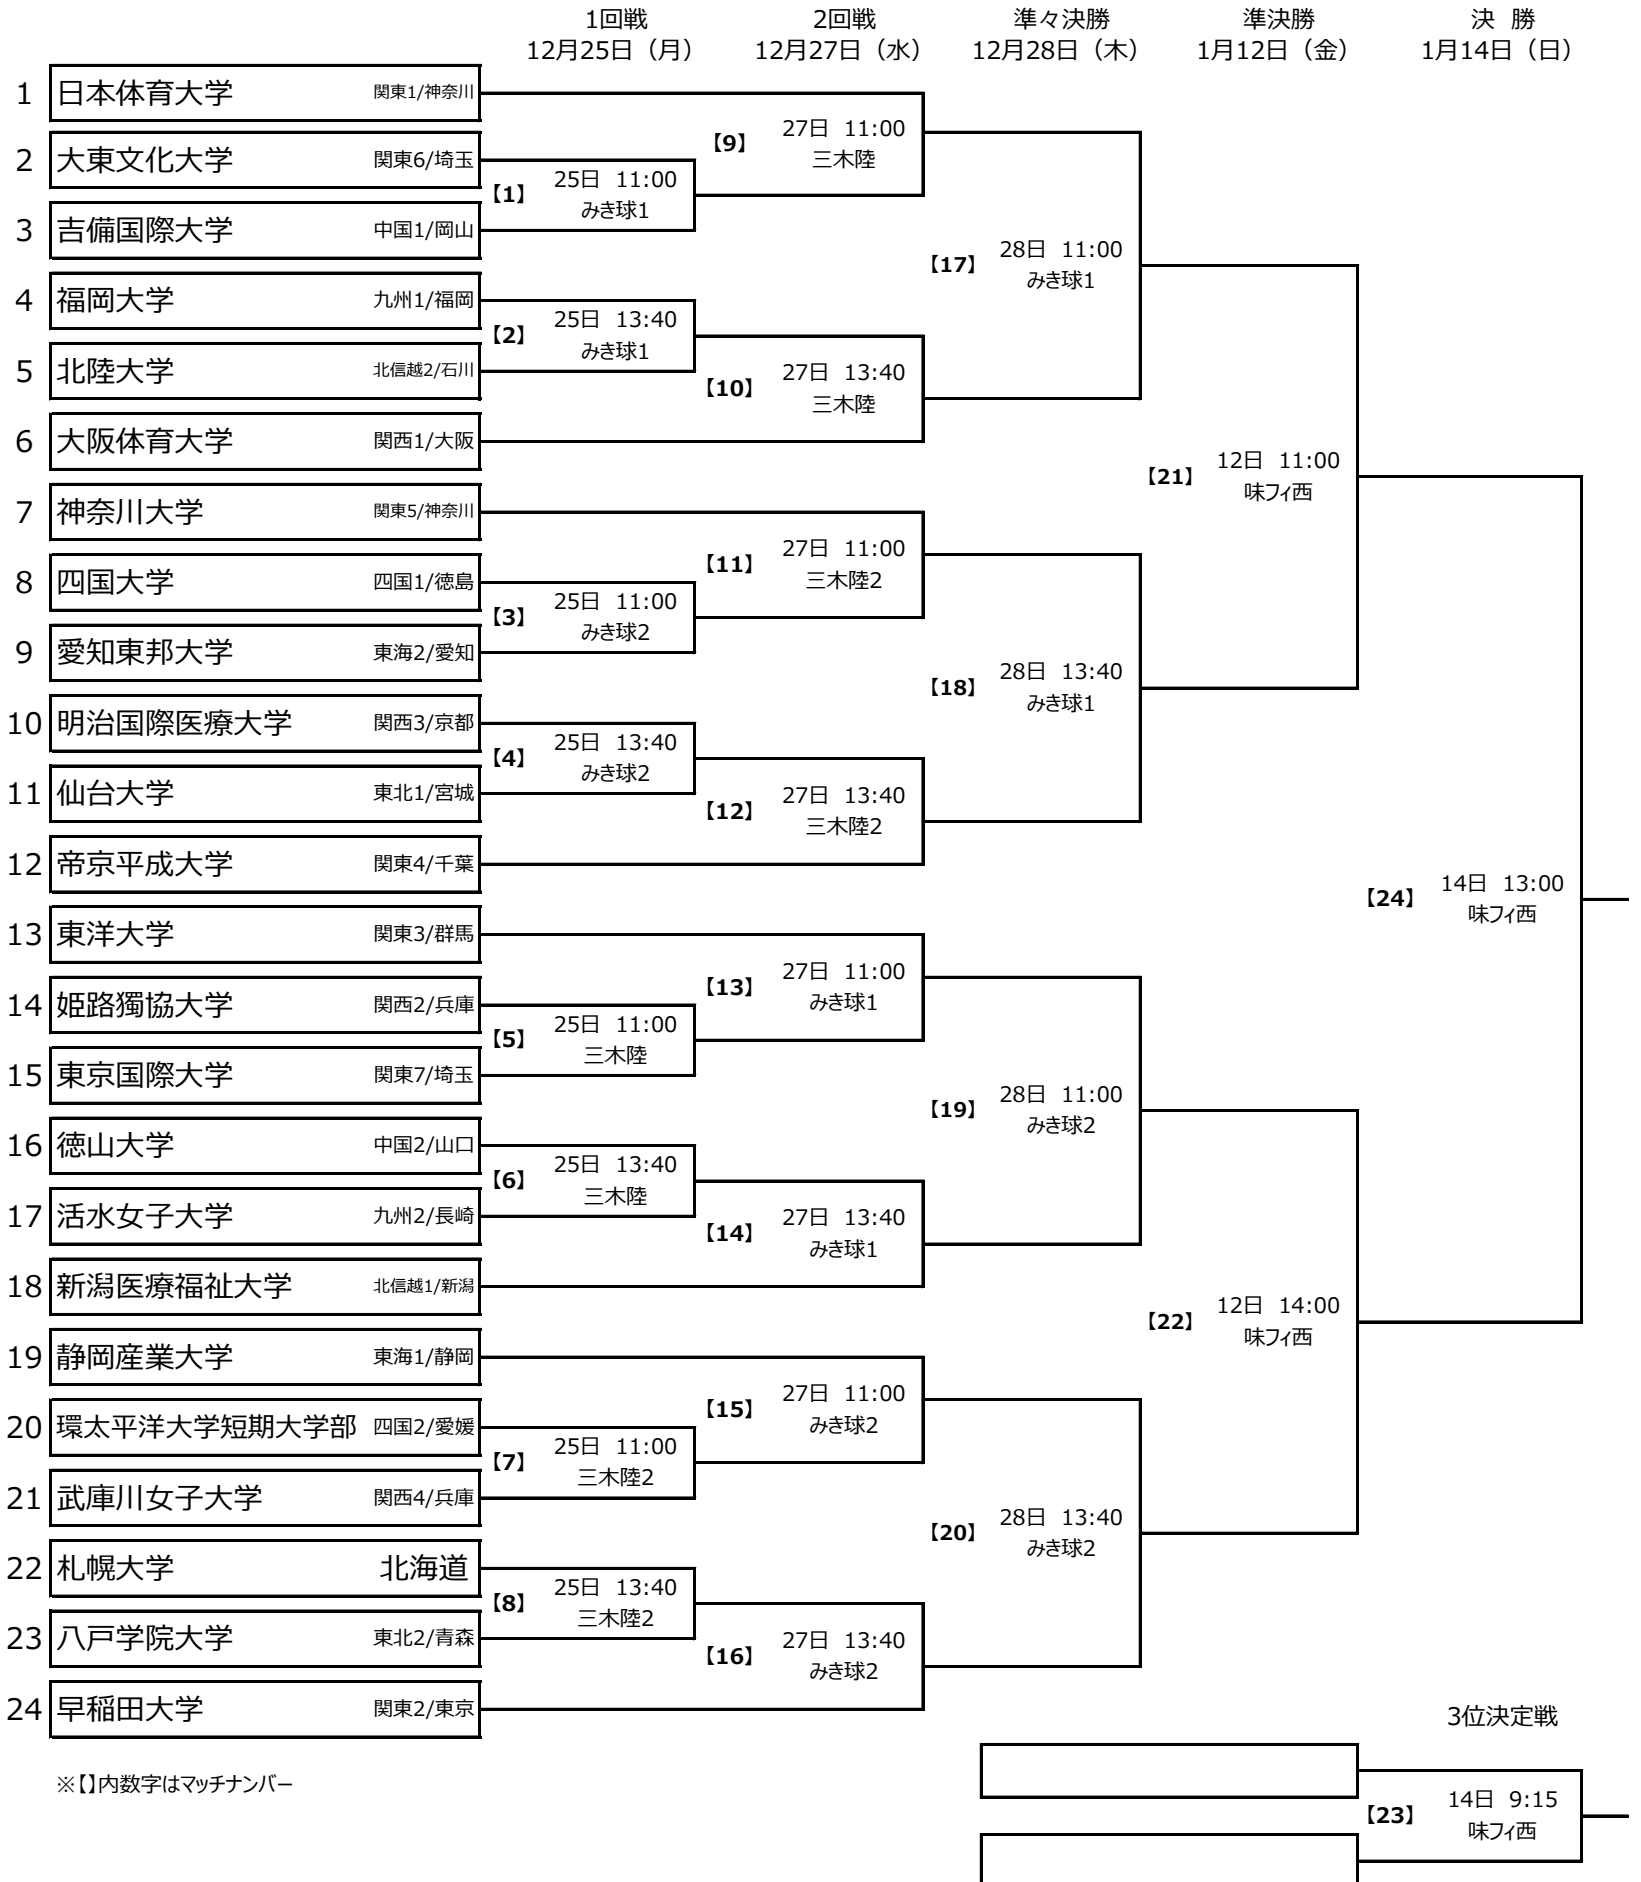 1回戦 2回戦 準々決勝 準決勝 決 勝
12月25日（月） 12月27日（水） 12月28日（木） 1月12日（金） 1月14日（日）
1 日本体育大学 関東1/神奈川
【9】 27日 11:00
三木陸
2 大東文化大学 関東6/埼玉
【1】 25日 11:00
みき球1
3 吉備国際大学 中国1/岡山
【17】 28日 11:00
みき球1
4 福岡大学 九州1/福岡
【2】 25日 13:40
みき球1
5 北陸大学 北信越2/石川
【10】 27日 13:40
三木陸
6 大阪体育大学 関西1/大阪
【21】 12日 11:00
味フィ西
7 神奈川大学 関東5/神奈川
【11】 27日 11:00
三木陸2
8 四国大学 四国1/徳島
【3】 25日 11:00
みき球2
9 愛知東邦大学 東海2/愛知
【18】 28日 13:40
みき球1
10 明治国際医療大学 関西3/京都
【4】 25日 13:40
みき球2
11 仙台大学 東北1/宮城
【12】 27日 13:40
三木陸2
12 帝京平成大学 関東4/千葉
【24】 14日 13:00
味フィ西
13 東洋大学 関東3/群馬
【13】 27日 11:00
みき球1
14 姫路獨協大学 関西2/兵庫
【5】 25日 11:00
三木陸
15 東京国際大学 関東7/埼玉
【19】 28日 11:00
みき球2
16 徳山大学 中国2/山口
【6】 25日 13:40
三木陸
17 活水女子大学 九州2/長崎
【14】 27日 13:40
みき球1
18 新潟医療福祉大学 北信越1/新潟
【22】 12日 14:00
味フィ西
19 静岡産業大学 東海1/静岡
【15】 27日 11:00
みき球2
20 環太平洋大学短期大学部 四国2/愛媛
【7】 25日 11:00
三木陸2
21 武庫川女子大学 関西4/兵庫
【20】 28日 13:40
みき球2
22 札幌大学 北海道
【8】 25日 13:40
三木陸2
23 八戸学院大学 東北2/青森
【16】 27日 13:40
みき球2
24 早稲田大学 関東2/東京
3位決定戦
※【】内数字はマッチナンバー
【23】 14日 9:15
味フィ西